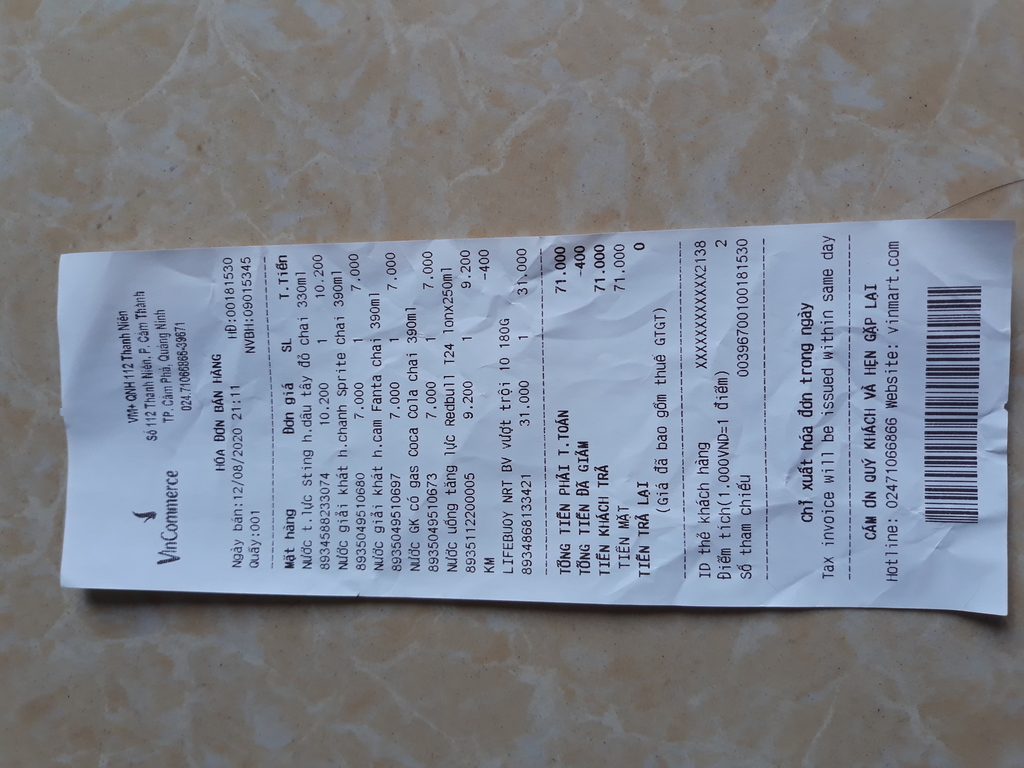 VinCommerce
VM+ QNH 112 Thanh Niên
Số 112 Thanh Niên, P. Cẩm Thành
TP. Cẩm Phả, Quảng Ninh
024.71066866-39671
HÓA ĐƠN BÁN HÀNG
Ngày bán:12/08/2020 21:11 HĐ:00181530
Quầy:001 NVBH:09015345
Mặt hàng Đơn giá SL T.Tiền
Nước t.lực Sting h.dâu tây đỏ chai 330ml
8934588233074 10.200 1 10.200
Nước giải khát h.chanh Sprite chai 390ml
8935049510680 7.000 1 7.000
Nước giải khát h.cam Fanta chai 390ml
8935049510697 7.000 1 7.000
Nước GK có gas coca cola chai 390ml
8935049510673 7.000 1 7.000
Nước uống tăng lực Redbull T24 lonx250ml
8935112200005 9.200 1 9.200
KM -400
LIFEBUOY NRT BV vượt trội 10 180G
8934868133421 31.000 1 31.000
TỔNG TIỀN PHẢI T.TOÁN 71.000
TỔNG TIỀN ĐÃ GIẢM -400
TIỀN KHÁCH TRẢ 71.000
TIỀN MẶT 71.000
TIỀN TRẢ LẠI 0
(Giá đã bao gồm thuế GTGT)
ID thẻ khách hàng XXXXXXXXXXXX2138
Điểm tích(1.000VND=1 điểm) 2
Số tham chiếu 00396700100181530
Chỉ xuất hóa đơn trong ngày
Tax invoice will be issued within same day
CẢM ƠN QUÝ KHÁCH VÀ HẸN GẶP LẠI
Hotline: 02471066866 Website: vinmart.com